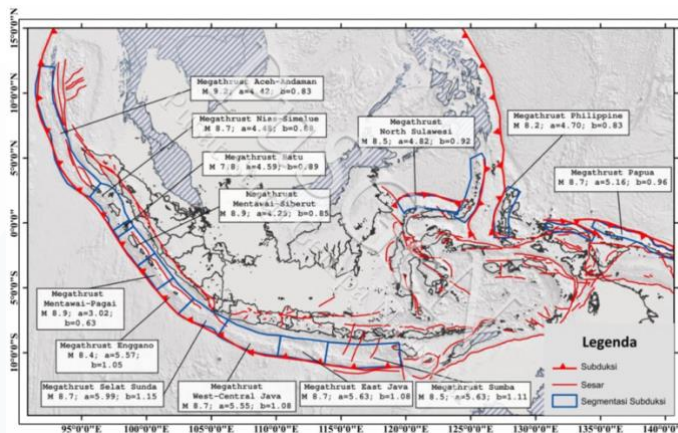 15°0'0"N
10°0'0"N
5°0'0"N
0°0'0"
5°0'0"S
10°0'0"S
Megathrust Aceh-Andaman
M 9.2; a=4.42; b=0.83
Megathrust Nias-Simelue
M 8.7;
Megathrust Batu
M 7.8; a=4.59; b=0.89
Megathrust
Mentawai-Siberut
M 8.9; a=4.25; b=0.85
Megathrust
North Sulawesi
M 8.5; a=4.82; b=0.92
Megathrust Philippine
M 8.2; a=4.70; b=0.83
Megathrust Papua
M 8.7; a=5.16; b=0.96
Megathrust
Mentawai-Pagai
M 8.9; a=3.02;
b=0.63
Megathrust Enggano
M 8.4; a=5.57;
b=1.05
Megathrust Selat Sunda
M 8.7; a=5.99; b=1.15
Megathrust
West-Central Java
M 8.7; a=5.55; b=1.08
Megathrust East Java
M 8.7; a=5.63; b=1.08
Megathrust Sumba
M 8.5; a=5.63; b=1.11
Legenda
Subduksi
Sesar
Segmentasi Subduksi
95°0'0"E
100°0'0"E
105°0'0"E
110°0'0"E
115°0'0"E
120°0'0"E
125°0'0"E
130°0'0"E
135°0'0"E
140°0'0"E